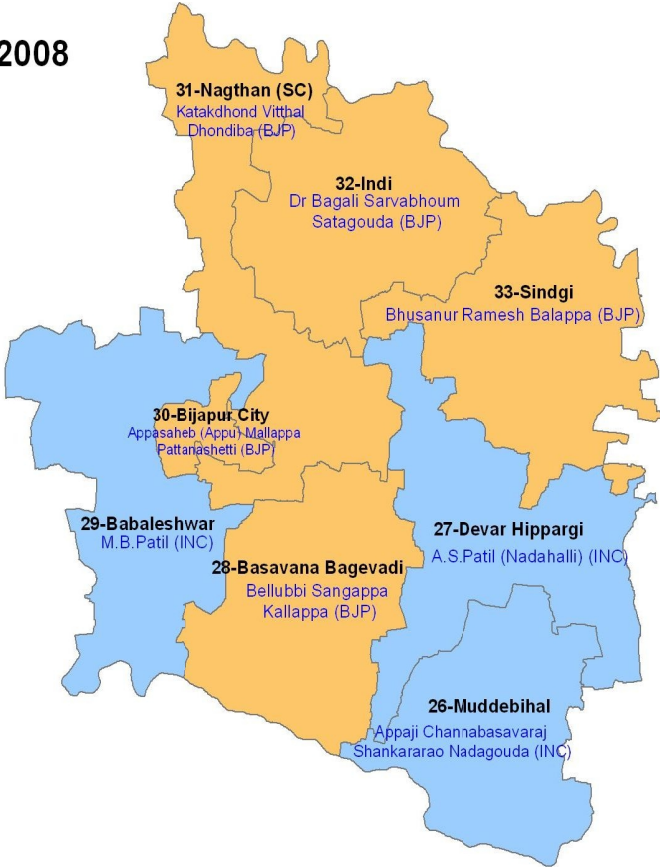 2008
31-Nagthan (SC)
Katakdhond Vitthal
Dhondiba (BJP)
32-Indi
Dr Bagali Sarvabhoum
Satagouda (BJP)
33-Sindgi
Bhusanur Ramesh Balappa (BJP)
30-Bijapur City
Appasaheb (Appu) Mallappa
Pattanashetti (BJP)
29-Babaleshwar
M.B.Patil (INC)
27-Devar Hippargi
A.S.Patil (Nadahalli) (INC)
28-Basavana Bagevadi
Bellubbi Sangappa
Kallappa (BJP)
26-Muddebihal
Appaji Channabasavaraj
Shankararao Nadagouda (INC)